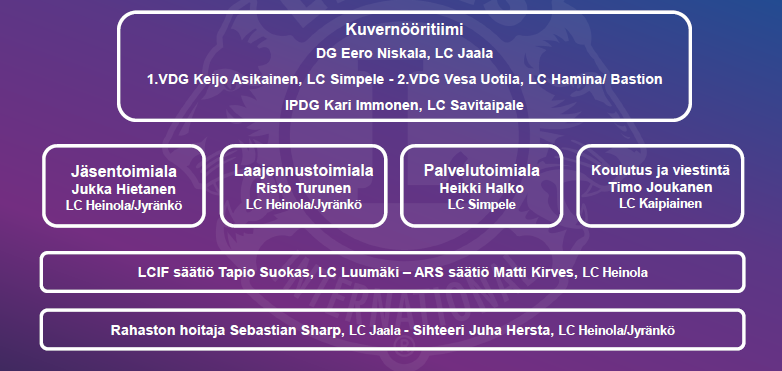 Kuvernööritiimi
DG Eero Niskala, LC Jaala
1.VDG Keijo Asikainen, LC Simpele - 2.VDG Vesa Uotila, LC Hamina/ Bastion
IPDG Kari Immonen, LC Savitaipale
Jäsentoimiala
Jukka Hietanen
LC Heinola/Jyränkö
Laajennustoimiala
Risto Turunen
LC Heinola/Jyränkö
Palvelutoimiala
Heikki Halko
LC Simpele
Koulutus ja viestintä
Timo Joukanen
LC Kaipiainen
LCIF säätiö Tapio Suokas, LC Luumäki – ARS säätiö Matti Kirves, LC Heinola
INTERNATIONAL
Rahaston hoitaja Sebastian Sharp, LC Jaala - Sihteeri Juha Hersta, LC Heinola/Jyränkö
®